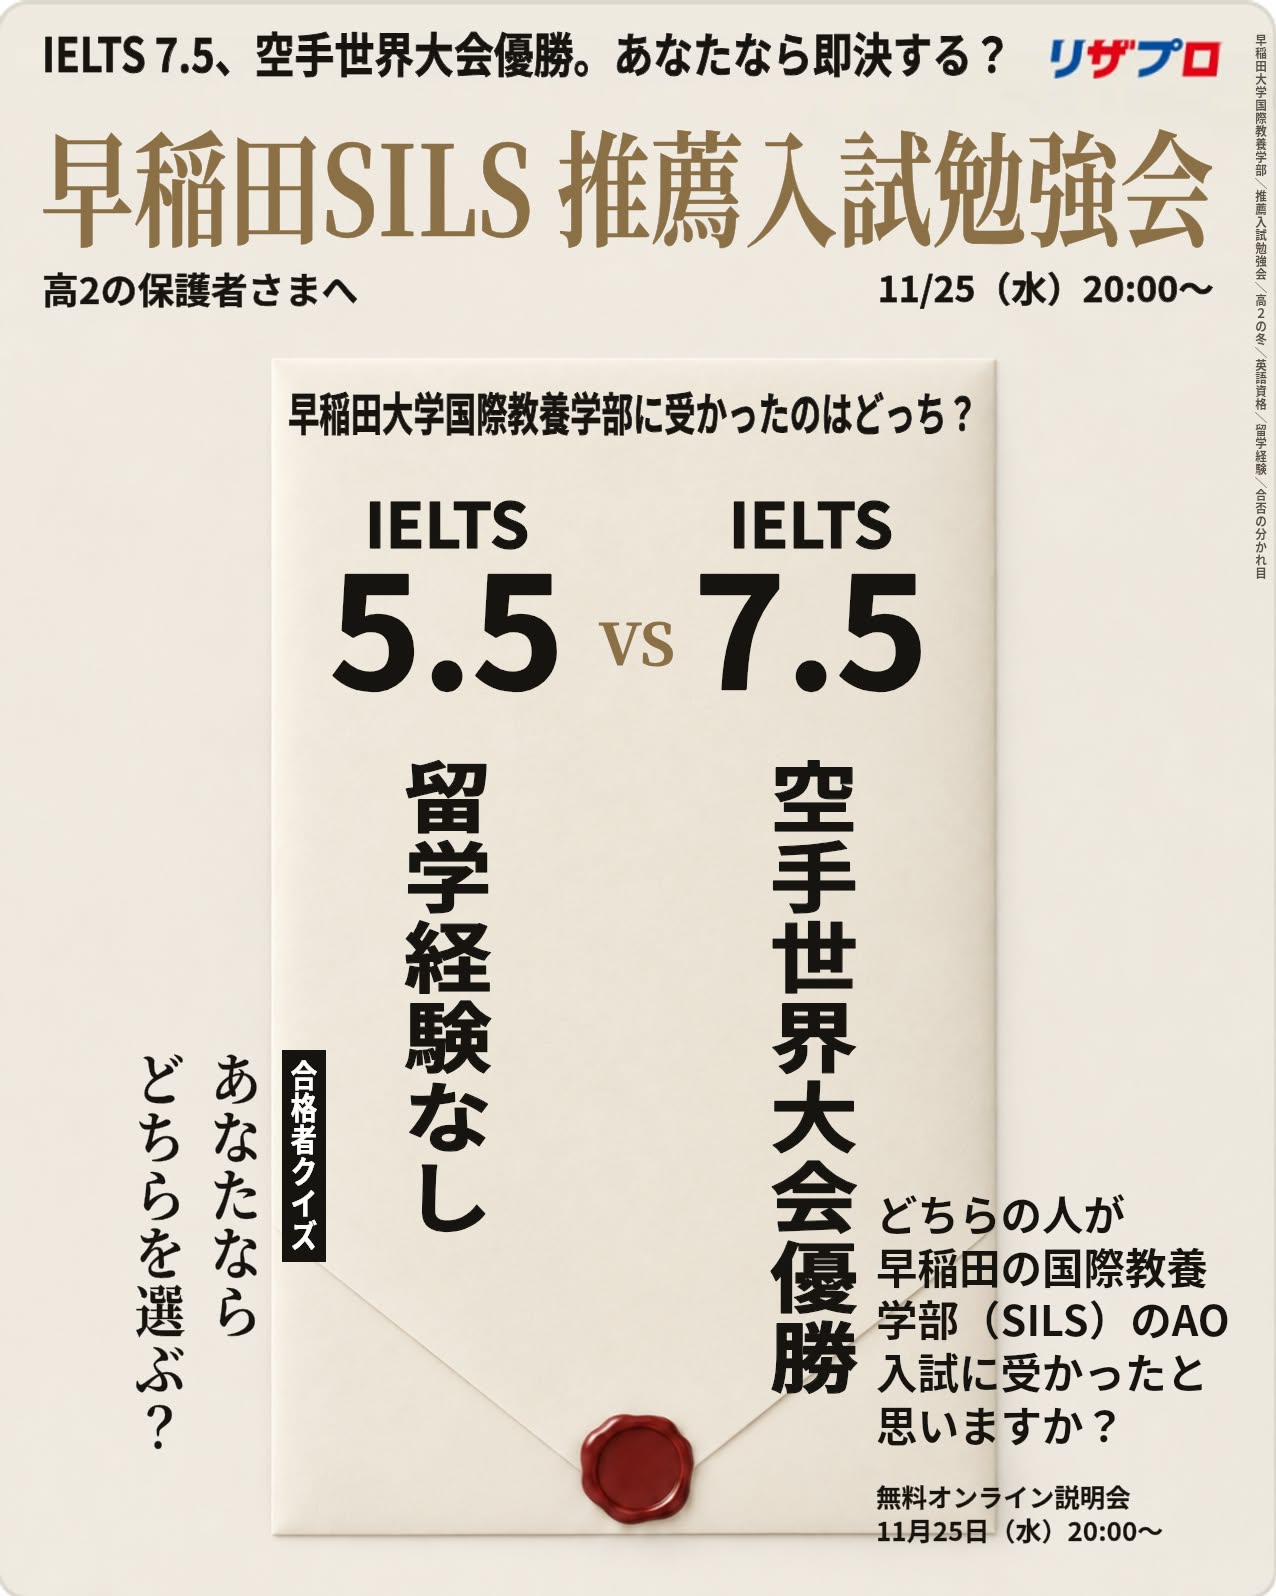 IELTS 7.5、空手世界大会優勝。あなたなら即決する？
リザプロ
早稲田SILS 推薦入試勉強会
高2の保護者さまへ
11/25（水）20:00〜
早稲田大学国際教養学部／推薦入試勉強会／高2の冬／英語資格／留学経験／合否の分かれ目
早稲田大学国際教養学部に受かったのはどっち？
IELTS
5.5
留学経験なし
vs
IELTS
7.5
空手世界大会優勝
合格者クイズ
あなたなら
どちらを選ぶ？
どちらの人が
早稲田の国際教養
学部（SILS）のAO
入試に受かったと
思いますか？
無料オンライン説明会
11月25日（水）20:00〜